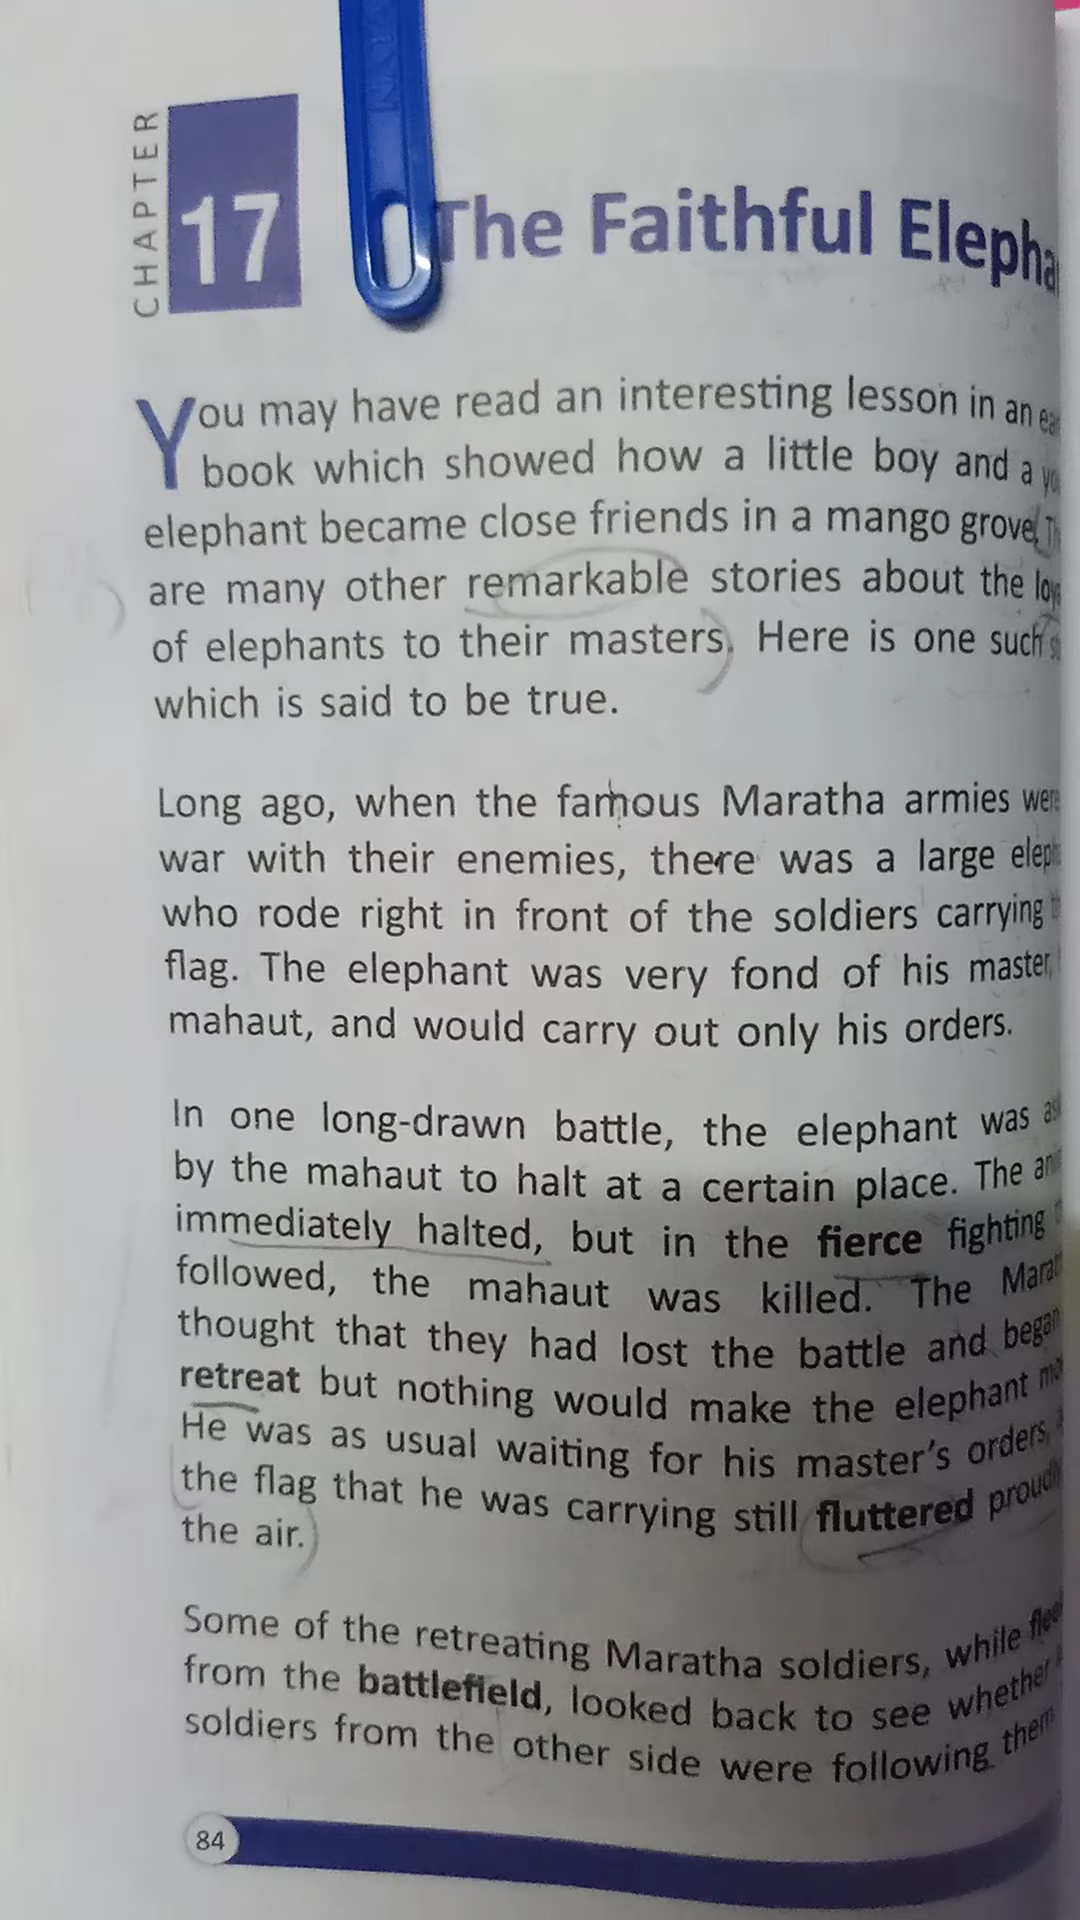 CHAPTER
17
The Faithful
You may have read an interesting lesson in an
book which showed how a little boy and a
elephant became close friends in a mango grove.
are many other remarkable stories about the
of elephants to their masters. Here is one such
which is said to be true.
Long ago, when the famous Maratha armies were
war with their enemies, there was a large
who rode right in front of the soldiers carrying
flag. The elephant was very fond of his master,
mahaut, and would carry out only his orders.
In one long-drawn battle, the elephant was
by the mahaut to halt at a certain place. The
immediately halted, but in the fierce fighting
followed, the mahaut was killed. The
thought that they had lost the battle and began
retreat but nothing would make the elephant
He was as usual waiting for his master's orders,
the flag that he was carrying still fluttered
the air.
Some of the retreating Maratha soldiers, while
from the battlefield, looked back to see whether
soldiers from the other side were following them
84